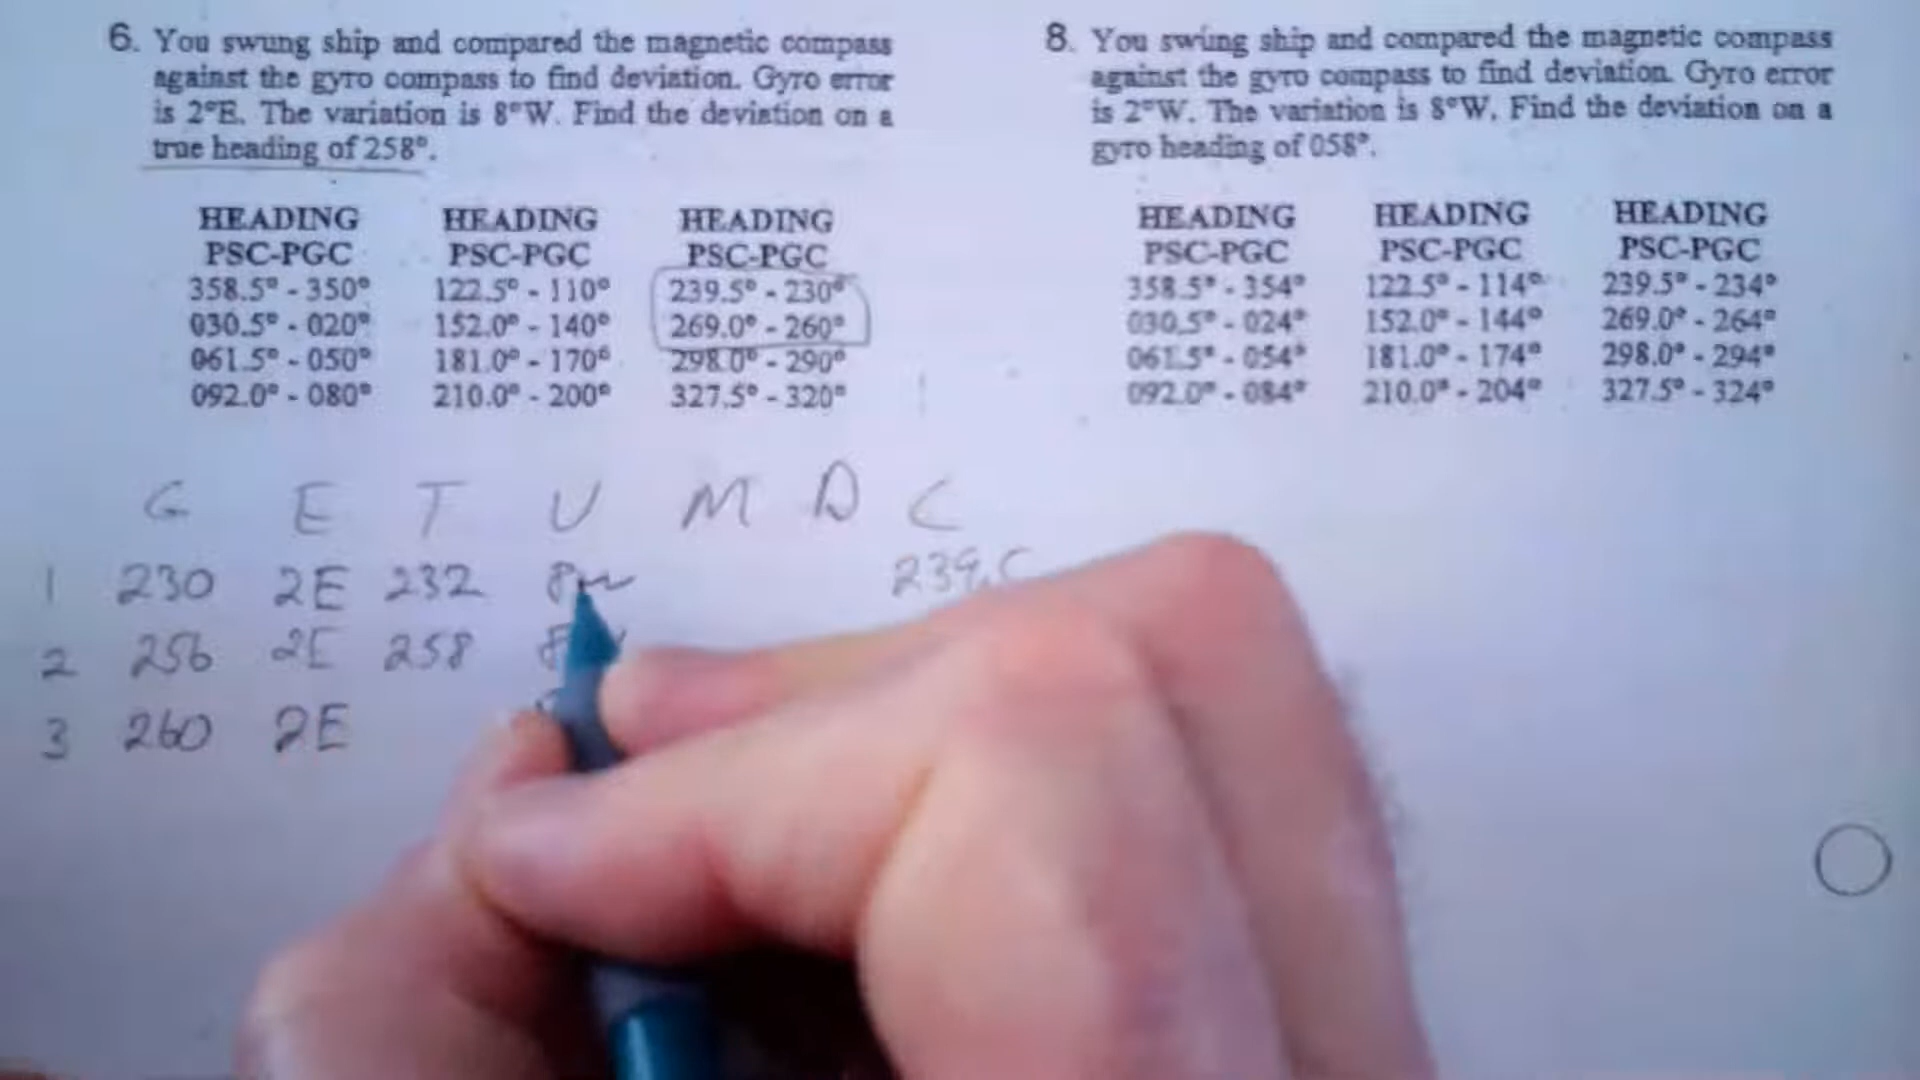 6. You swung ship and compared the magnetic compass
against the gyro compass to find deviation. Gyro error
is 2°E. The variation is 8°W. Find the deviation on a
true heading of 258°.
HEADING HEADING HEADING
PSC-PGC PSC-PGC PSC-PGC
358.5° - 350° 122.5° - 110° 239.5° - 230°
030.5° - 020° 152.0° - 140° 269.0° - 260°
061.5° - 050° 181.0° - 170° 298.0° - 290°
092.0° - 080° 210.0° - 200° 327.5° - 320°
8. You swung ship and compared the magnetic compass
against the gyro compass to find deviation. Gyro error
is 2°W. The variation is 8°W. Find the deviation on a
gyro heading of 058°.
HEADING HEADING HEADING
PSC-PGC PSC-PGC PSC-PGC
358.5° - 354° 122.5° - 114° 239.5° - 234°
030.5° - 024° 152.0° - 144° 269.0° - 264°
061.5° - 054° 181.0° - 174° 298.0° - 294°
092.0° - 084° 210.0° - 204° 327.5° - 324°
G E T V M D C
1 230 2E 232 8w
2 256 2E 258
3 260 2E